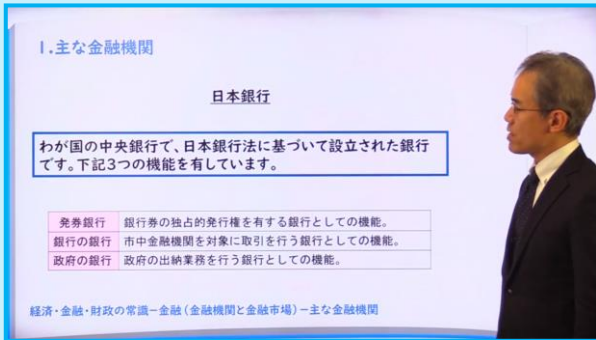 1.主な金融機関
日本銀行
わが国の中央銀行で、日本銀行法に基づいて設立された銀行
です。下記3つの機能を有しています。
発券銀行 銀行券の独占的発行権を有する銀行としての機能。
銀行の銀行 市中金融機関を対象に取引を行う銀行としての機能。
政府の銀行 政府の出納業務を行う銀行としての機能。
経済・金融・財政の常識－金融(金融機関と金融市場)－主な金融機関